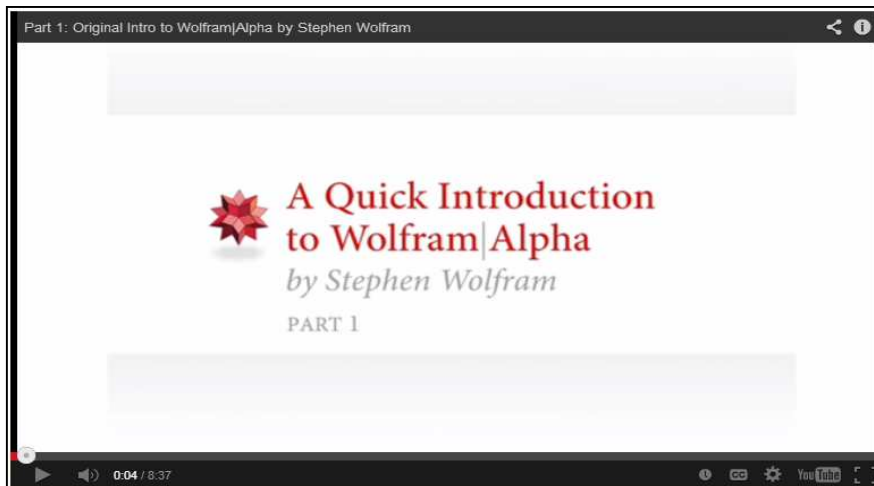 Part 1: Original Intro to Wolfram|Alpha by Stephen Wolfram
A Quick Introduction
to Wolfram|Alpha
by Stephen Wolfram
PART 1
0:04 / 8:37
CC
YouTube